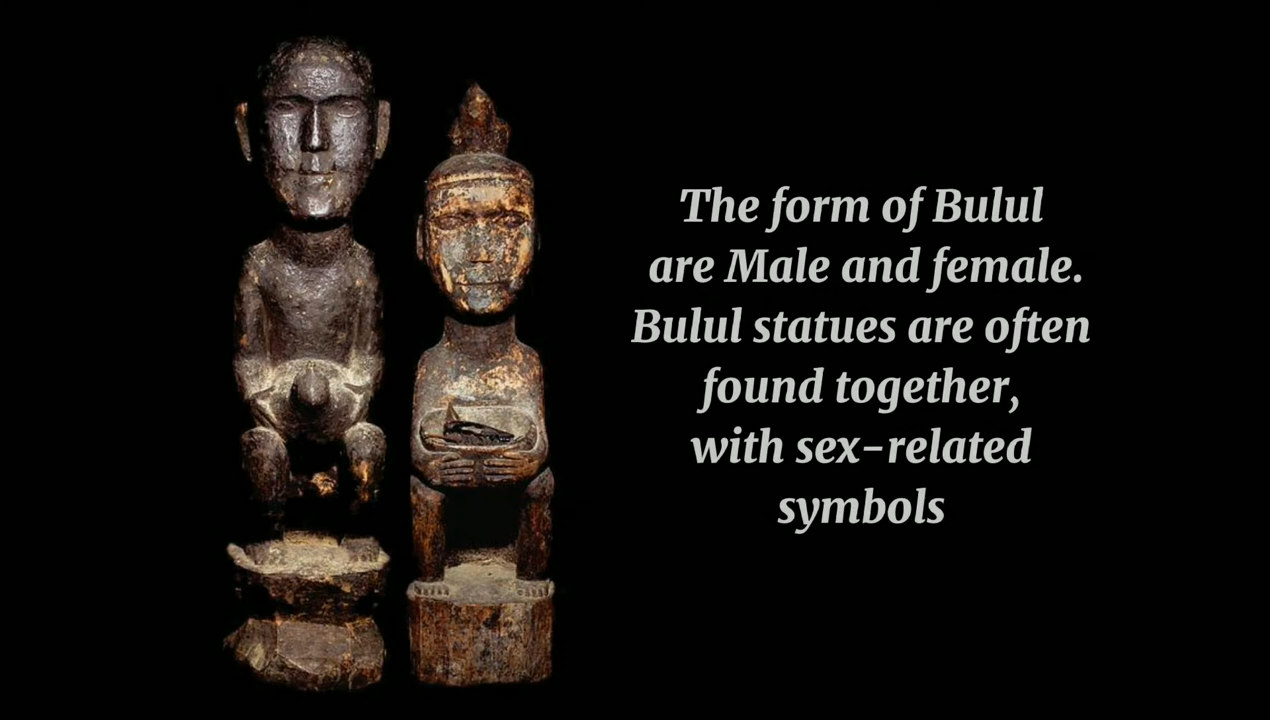 The form of Bulul
are Male and female.
Bulul statues are often
found together,
with sex-related
symbols